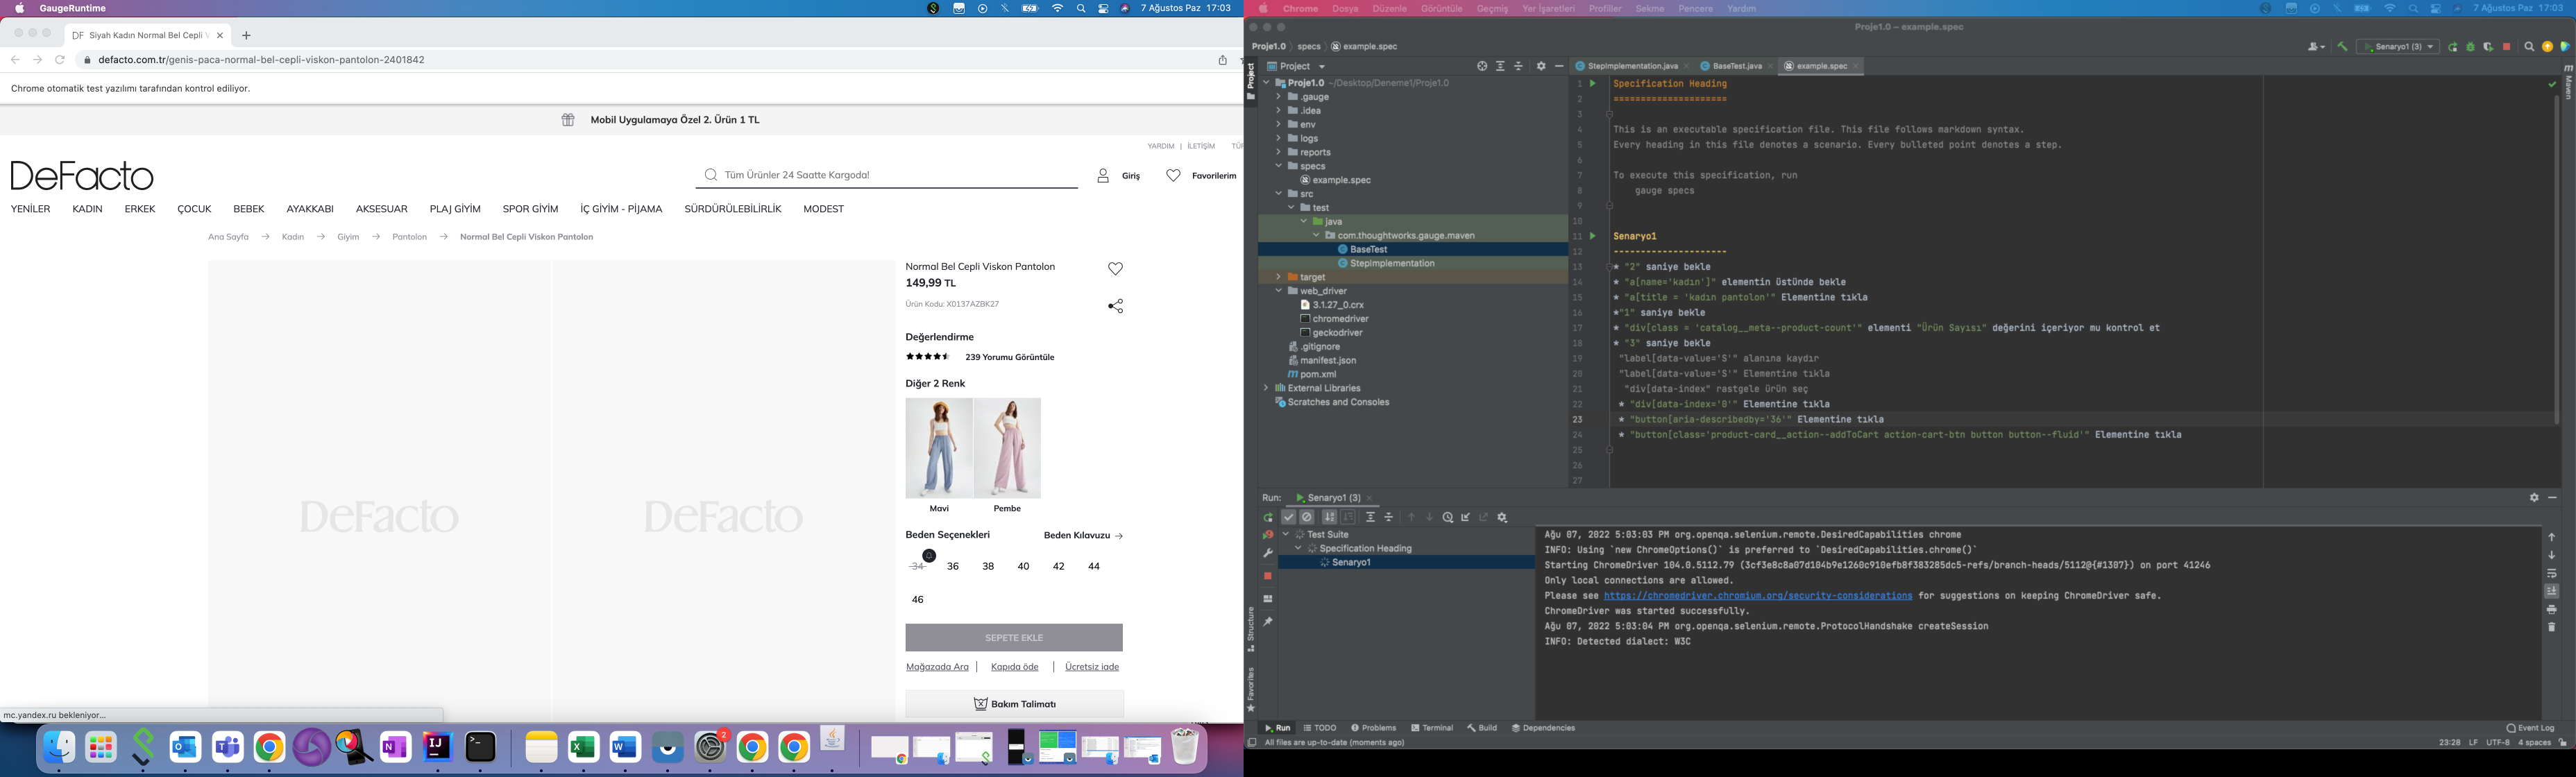 GaugeRuntime
7 Ağustos Paz 17:03
DF Siyah Kadın Normal Bel Cepli V
defacto.com.tr/genis-paca-normal-bel-cepli-viskon-pantolon-2401842
Chrome otomatik test yazılımı tarafından kontrol ediliyor.
Mobil Uygulamaya Özel 2. Ürün 1 TL
YARDIM | İLETİŞİM TÜR
DeFacto
Tüm Ürünler 24 Saatte Kargoda!
Giriş
Favorilerim
YENİLER KADIN ERKEK ÇOCUK BEBEK AYAKKABI AKSESUAR PLAJ GİYİM SPOR GİYİM İÇ GİYİM - PİJAMA SÜRDÜRÜLEBİLİRLİK MODEST
Ana Sayfa → Kadın → Giyim → Pantolon → Normal Bel Cepli Viskon Pantolon
DeFacto
DeFacto
Normal Bel Cepli Viskon Pantolon
149,99 TL
Ürün Kodu: X0137AZBK27
Değerlendirme
239 Yorumu Görüntüle
Diğer 2 Renk
Mavi Pembe
Beden Seçenekleri Beden Kılavuzu →
34 36 38 40 42 44
46
SEPETE EKLE
Mağazada Ara | Kapıda öde | Ücretsiz iade
Bakım Talimatı
mc.yandex.ru bekleniyor...
2
Chrome Dosya Düzenle Görüntüle Geçmiş Yer İşaretleri Profiller Sekme Pencere Yardım
7 Ağustos Paz 17:03
Proje1.0 – example.spec
Proje1.0 specs example.spec
Senaryo1 (3)
Project
StepImplementation.java BaseTest.java example.spec
Project
Maven
Proje1.0 ~/Desktop/Deneme1/Proje1.0
.gauge
.idea
env
logs
reports
specs
example.spec
src
test
java
com.thoughtworks.gauge.maven
BaseTest
StepImplementation
target
web_driver
3.1.27_0.crx
chromedriver
geckodriver
.gitignore
manifest.json
pom.xml
External Libraries
Scratches and Consoles
1 Specification Heading
2 =====================
3
4 This is an executable specification file. This file follows markdown syntax.
5 Every heading in this file denotes a scenario. Every bulleted point denotes a step.
6
7 To execute this specification, run
8 gauge specs
9
10
11 Senaryo1
12 ---------------------
13 * "2" saniye bekle
14 * "a[name='kadın']" elementin üstünde bekle
15 * "a[title = 'kadın pantolon'" Elementine tıkla
16 *"1" saniye bekle
17 * "div[class = 'catalog__meta--product-count'" elementi "Ürün Sayısı" değerini içeriyor mu kontrol et
18 * "3" saniye bekle
19 "label[data-value='S'" alanına kaydır
20 "label[data-value='S'" Elementine tıkla
21 "div[data-index" rastgele ürün seç
22 * "div[data-index='0'" Elementine tıkla
23 * "button[aria-describedby='36'" Elementine tıkla
24 * "button[class='product-card__action--addToCart action-cart-btn button button--fluid'" Elementine tıkla
25
26
27
Run: Senaryo1 (3)
Test Suite
Specification Heading
Senaryo1
Ağu 07, 2022 5:03:03 PM org.openqa.selenium.remote.DesiredCapabilities chrome
INFO: Using `new ChromeOptions()` is preferred to `DesiredCapabilities.chrome()`
Starting ChromeDriver 104.0.5112.79 (3cf3e8c8a07d104b9e1260c910efb8f383285dc5-refs/branch-heads/5112@{#1307}) on port 41246
Only local connections are allowed.
Please see https://chromedriver.chromium.org/security-considerations for suggestions on keeping ChromeDriver safe.
ChromeDriver was started successfully.
Ağu 07, 2022 5:03:04 PM org.openqa.selenium.remote.ProtocolHandshake createSession
INFO: Detected dialect: W3C
Structure
Favorites
Run TODO Problems Terminal Build Dependencies
Event Log
All files are up-to-date (moments ago)
23:28 LF UTF-8 4 spaces